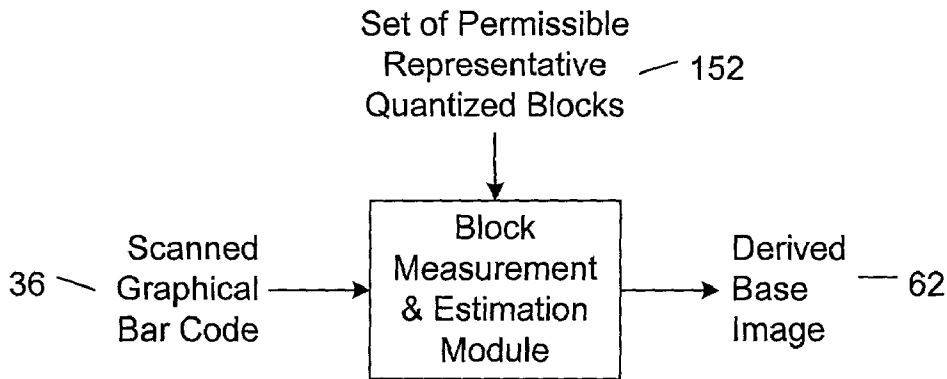 Set of Permissible
Representative
Quantized Blocks
152
Block
Measurement
& Estimation
Module
Scanned
Graphical
Bar Code
36
Derived
Base
Image
62